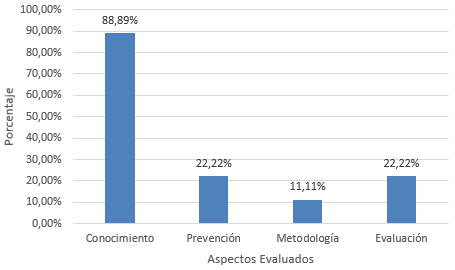 100,00%
90,00%
80,00%
70,00%
60,00%
50,00%
40,00%
30,00%
20,00%
10,00%
0,00%
Porcentaje
88,89%
22,22%
11,11%
22,22%
Conocimiento
Prevención
Metodología
Evaluación
Aspectos Evaluados